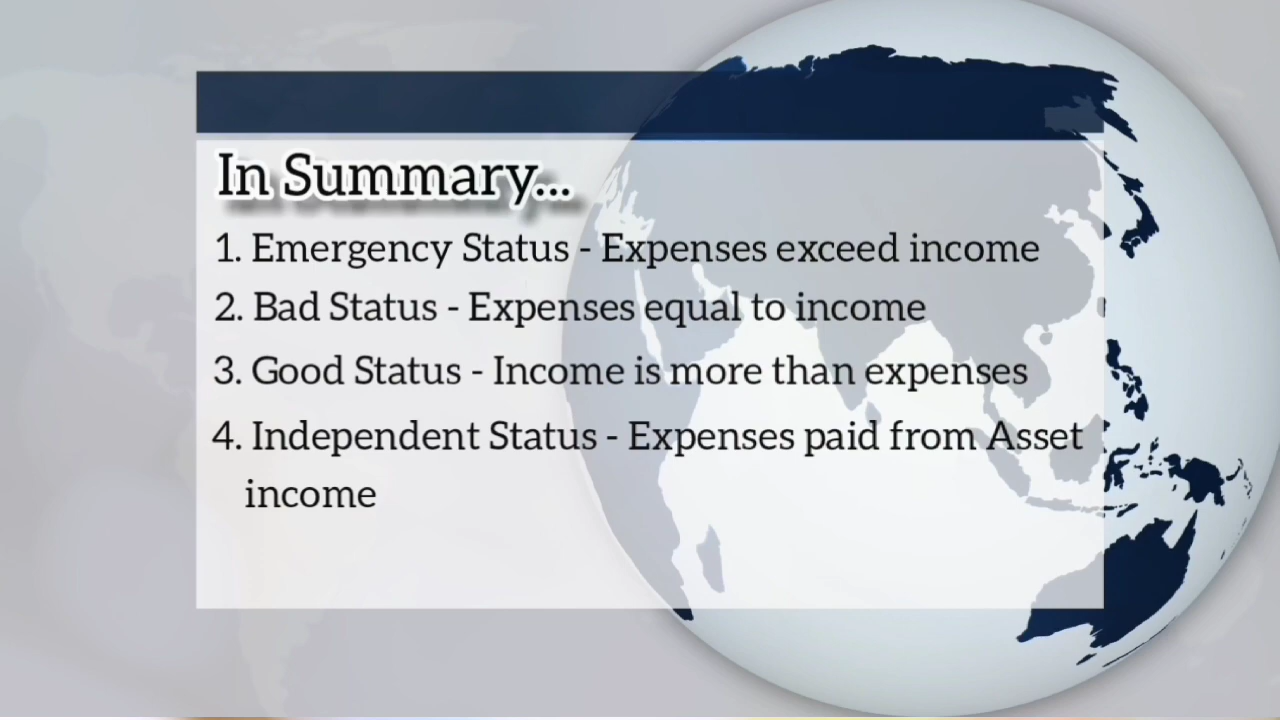 In Summary...
1. Emergency Status - Expenses exceed income
2. Bad Status - Expenses equal to income
3. Good Status - Income is more than expenses
4. Independent Status - Expenses paid from Asset
income